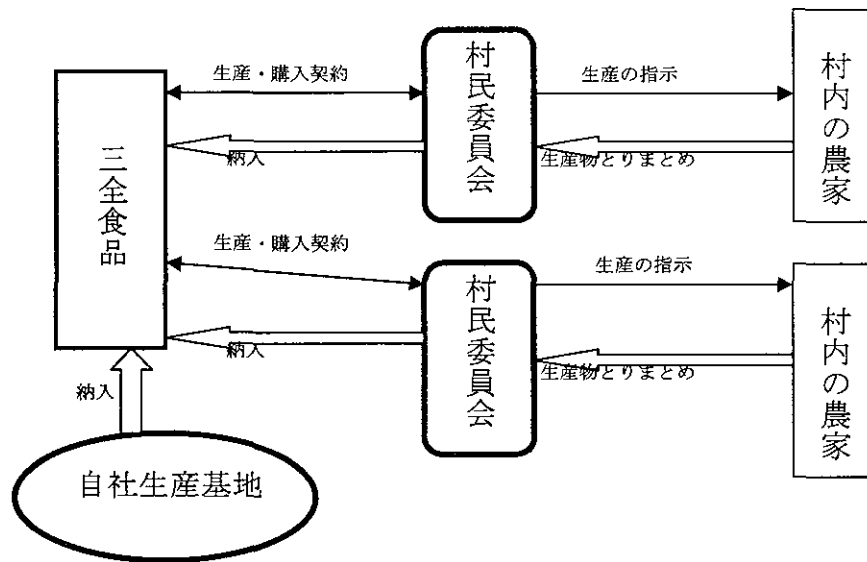 三全食品
生産・購入契約
納入
村民委員会
生産の指示
生産物とりまとめ
村内の農家
生産・購入契約
納入
村民委員会
生産の指示
生産物とりまとめ
村内の農家
納入
自社生産基地